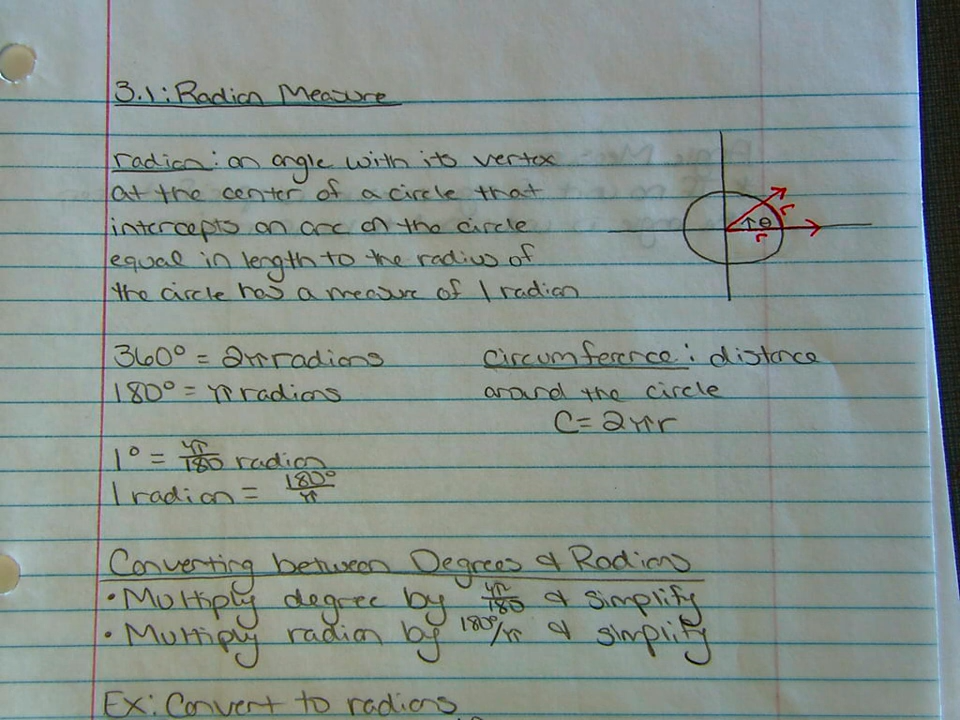 3.1: Radian Measure
radian: an angle with its vertex
at the center of a circle that
intercepts an arc on the circle
equal in length to the radius of
the circle has a measure of 1 radian
r
θ
r
360° = 2π radians
180° = π radians
circumference: distance
around the circle
C = 2πr
1° = π/180 radian
1 radian = 180°/π
Converting between Degrees & Radians
• Multiply degree by π/180 & simplify
• Multiply radian by 180°/π & simplify
Ex: Convert to radians